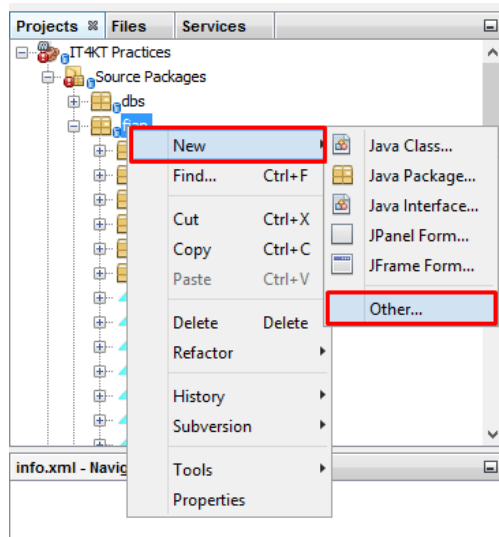 Projects Files Services
IT4KT Practices
Source Packages
dbs
New
Find... Ctrl+F
Cut Ctrl+X
Copy Ctrl+C
Paste Ctrl+V
Delete Delete
Refactor
History
Subversion
Tools
Properties
Java Class...
Java Package...
Java Interface...
JPanel Form...
JFrame Form...
Other...
info.xml - Navig